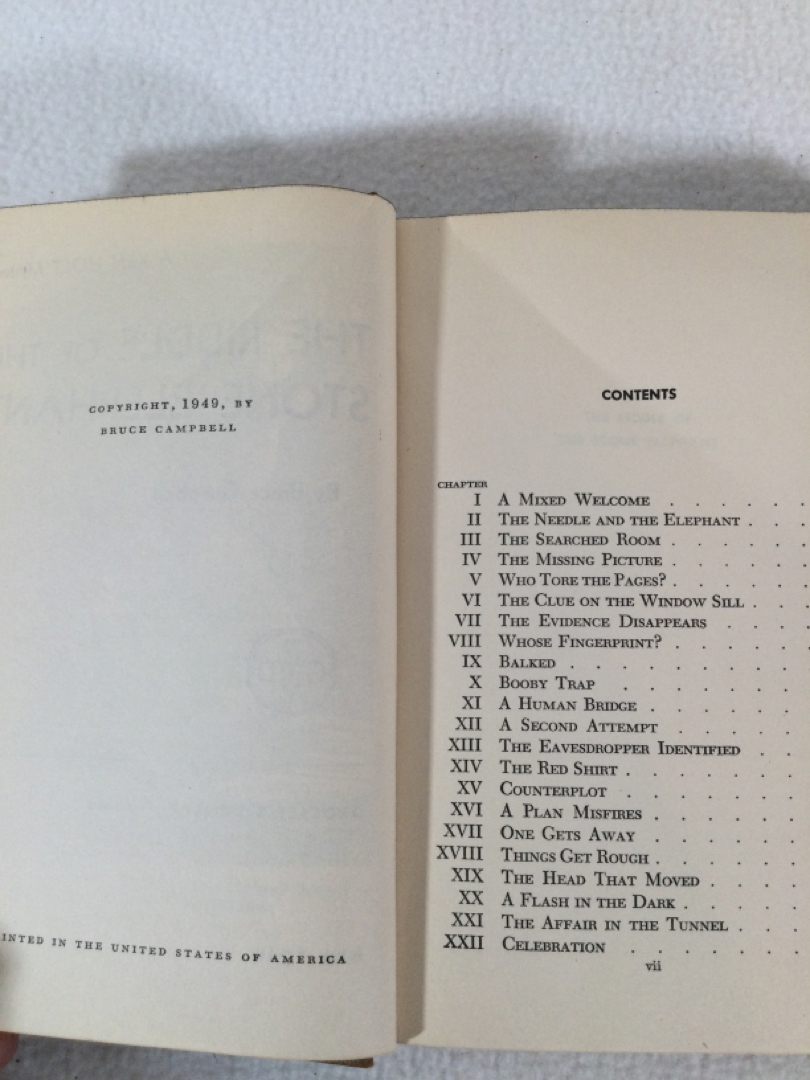 COPYRIGHT, 1949, BY
BRUCE CAMPBELL
INTED IN THE UNITED STATES OF AMERICA
CONTENTS
CHAPTER
I A MIXED WELCOME . . . . .
II THE NEEDLE AND THE ELEPHANT . . .
III THE SEARCHED ROOM . . . . .
IV THE MISSING PICTURE . . . . .
V WHO TORE THE PAGES? . . . . .
VI THE CLUE ON THE WINDOW SILL . . .
VII THE EVIDENCE DISAPPEARS . . . .
VIII WHOSE FINGERPRINT? . . . . .
IX BALKED . . . . . . . .
X BOOBY TRAP . . . . . .
XI A HUMAN BRIDGE . . . . .
XII A SECOND ATTEMPT . . . . .
XIII THE EAVESDROPPER IDENTIFIED . .
XIV THE RED SHIRT . . . . . .
XV COUNTERPLOT . . . . . .
XVI A PLAN MISFIRES . . . . . .
XVII ONE GETS AWAY . . . . . .
XVIII THINGS GET ROUGH . . . . . .
XIX THE HEAD THAT MOVED . . . .
XX A FLASH IN THE DARK . . . . .
XXI THE AFFAIR IN THE TUNNEL . . .
XXII CELEBRATION . . . . . .
vii